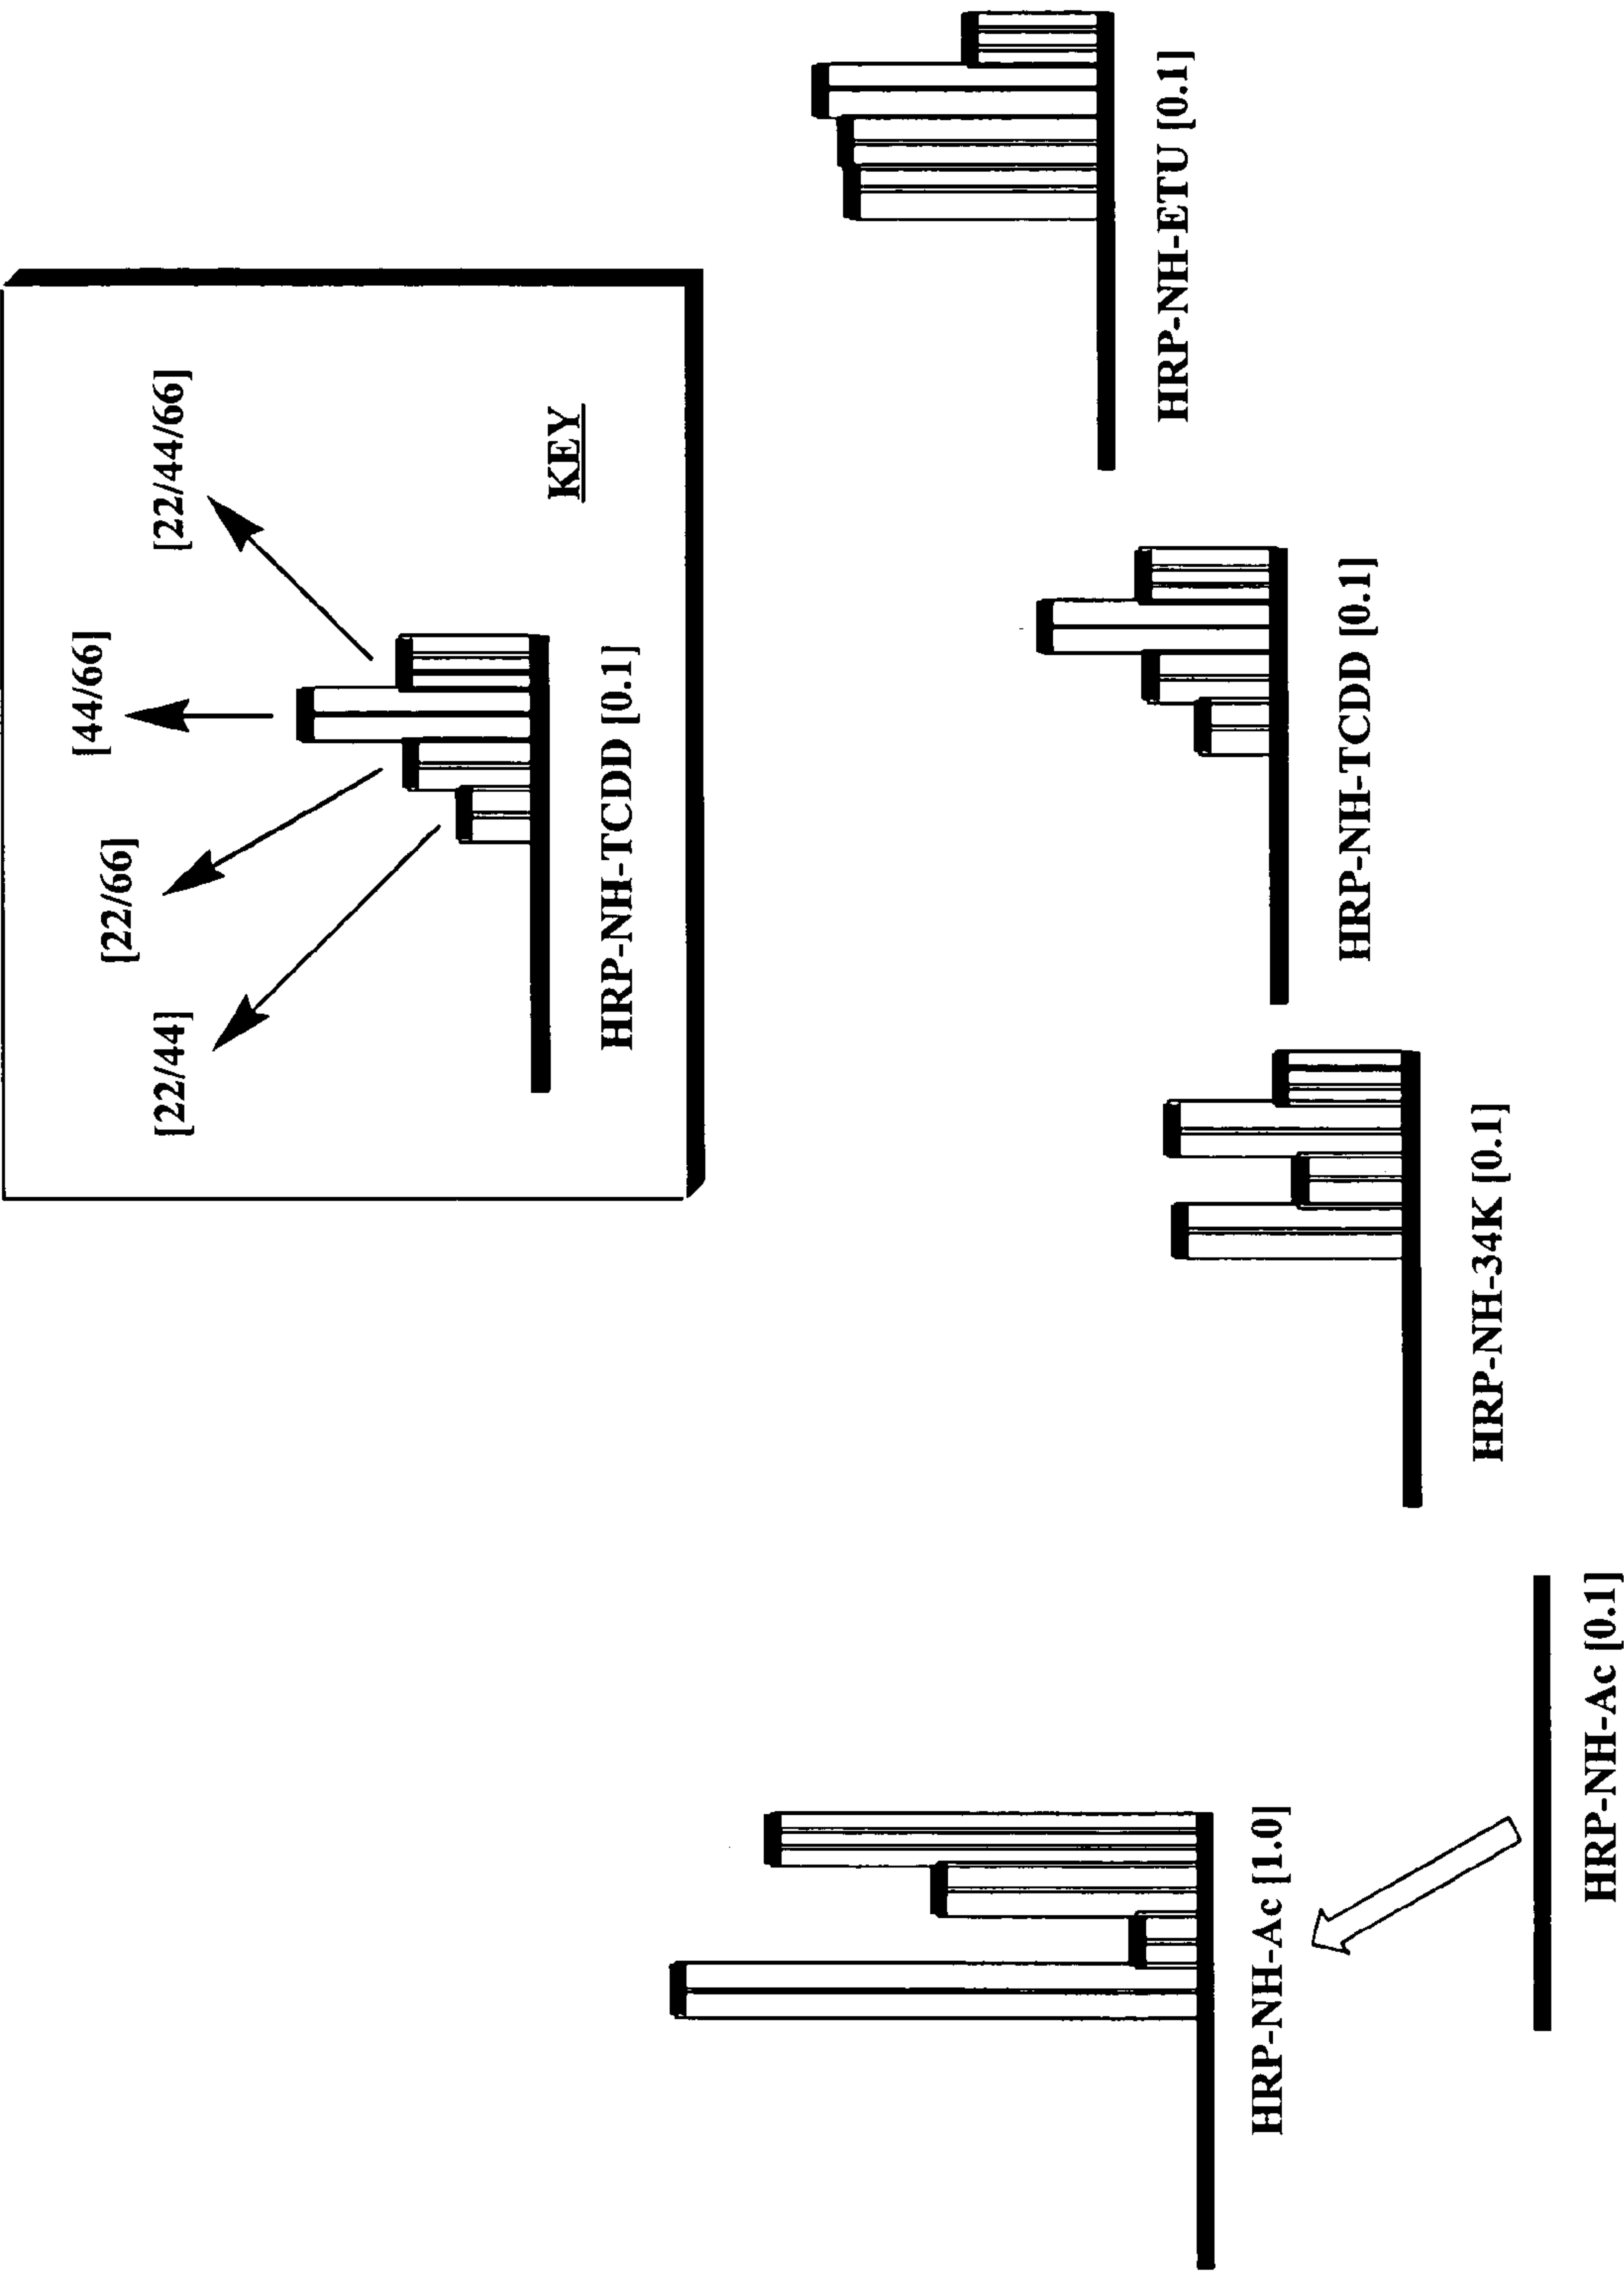 [22/44]
[22/66]
[44/66]
[22/44/66]
HRP-NH-TCDD [0.1]
KEY
HRP-NH-Ac [1.0]
HRP-NH-Ac [0.1]
HRP-NH-34K [0.1]
HRP-NH-TCDD [0.1]
HRP-NH-ETU [0.1]